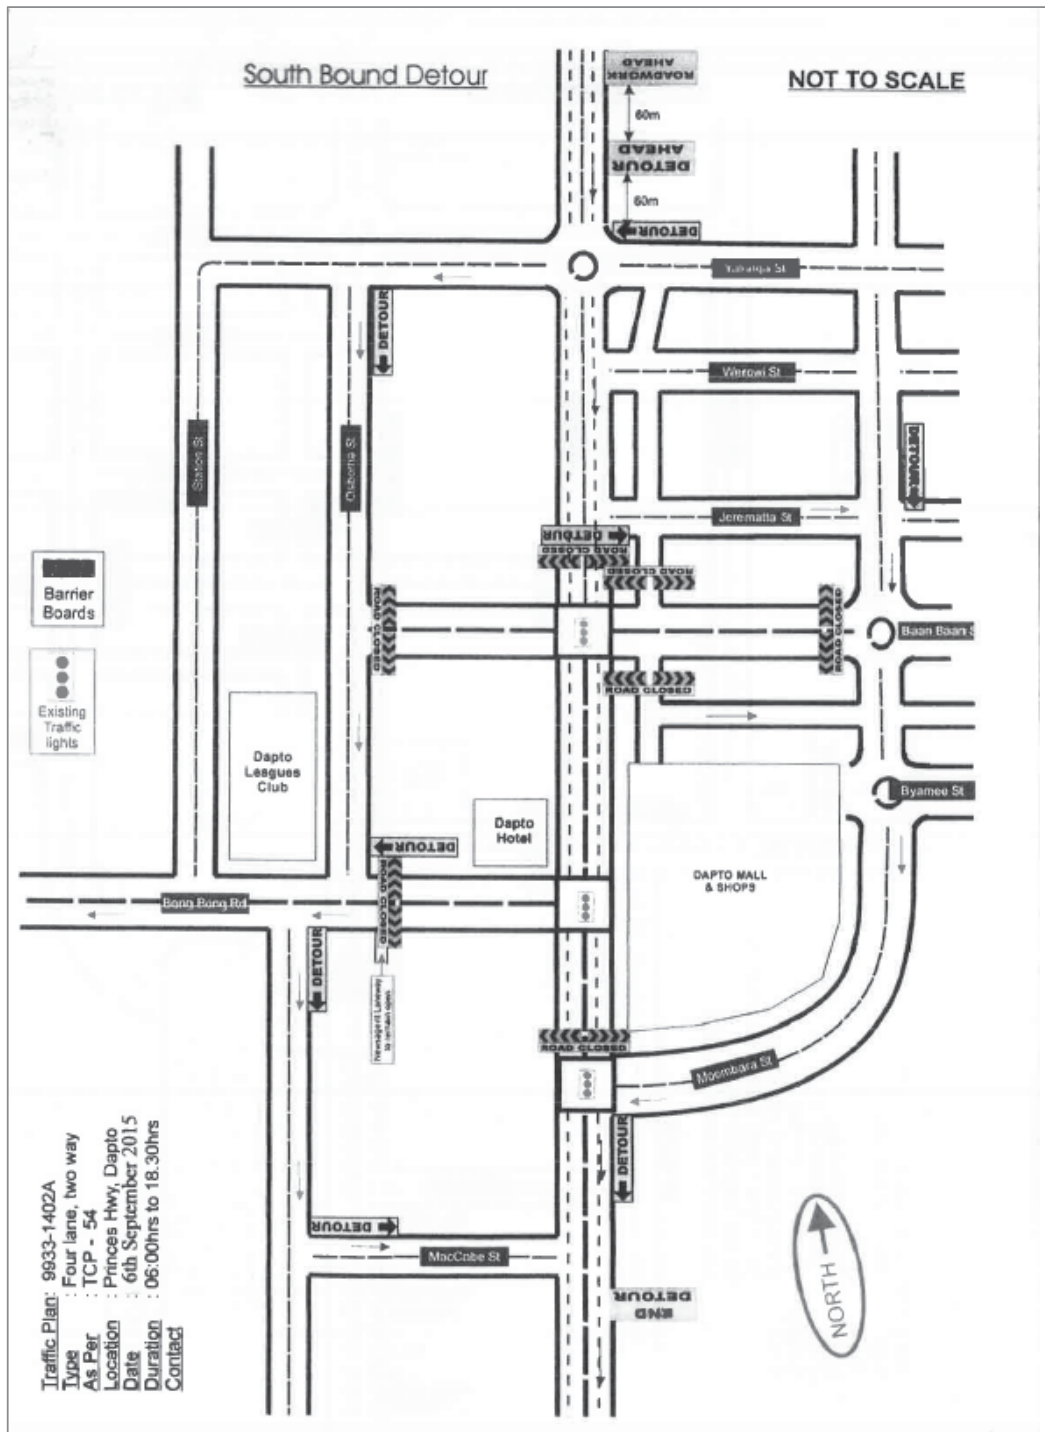 South Bound Detour
NOT TO SCALE
ROADWORK
AHEAD
60m
DETOUR
AHEAD
60m
DETOUR
DETOUR
Werowi St
Station St
Osborne St
DETOUR
Jerematta St
DETOUR
ROAD CLOSED
ROAD CLOSED
Barrier
Boards
ROAD CLOSED
ROAD CLOSED
Baan Baan S
ROAD CLOSED
Existing
Traffic
lights
Dapto
Leagues
Club
Byamee St
Dapto
Hotel
DETOUR
DAPTO MALL
& SHOPS
ROAD CLOSED
Bong Bong Rd
DETOUR
Newsagent Laneway
to remain open
ROAD CLOSED
Moombara St
DETOUR
DETOUR
MacCabe St
END
DETOUR
NORTH
Traffic Plan: 9933-1402A
Type : Four lane, two way
As Per : TCP - 54
Location : Princes Hwy, Dapto
Date : 6th September 2015
Duration : 06:00hrs to 18.30hrs
Contact